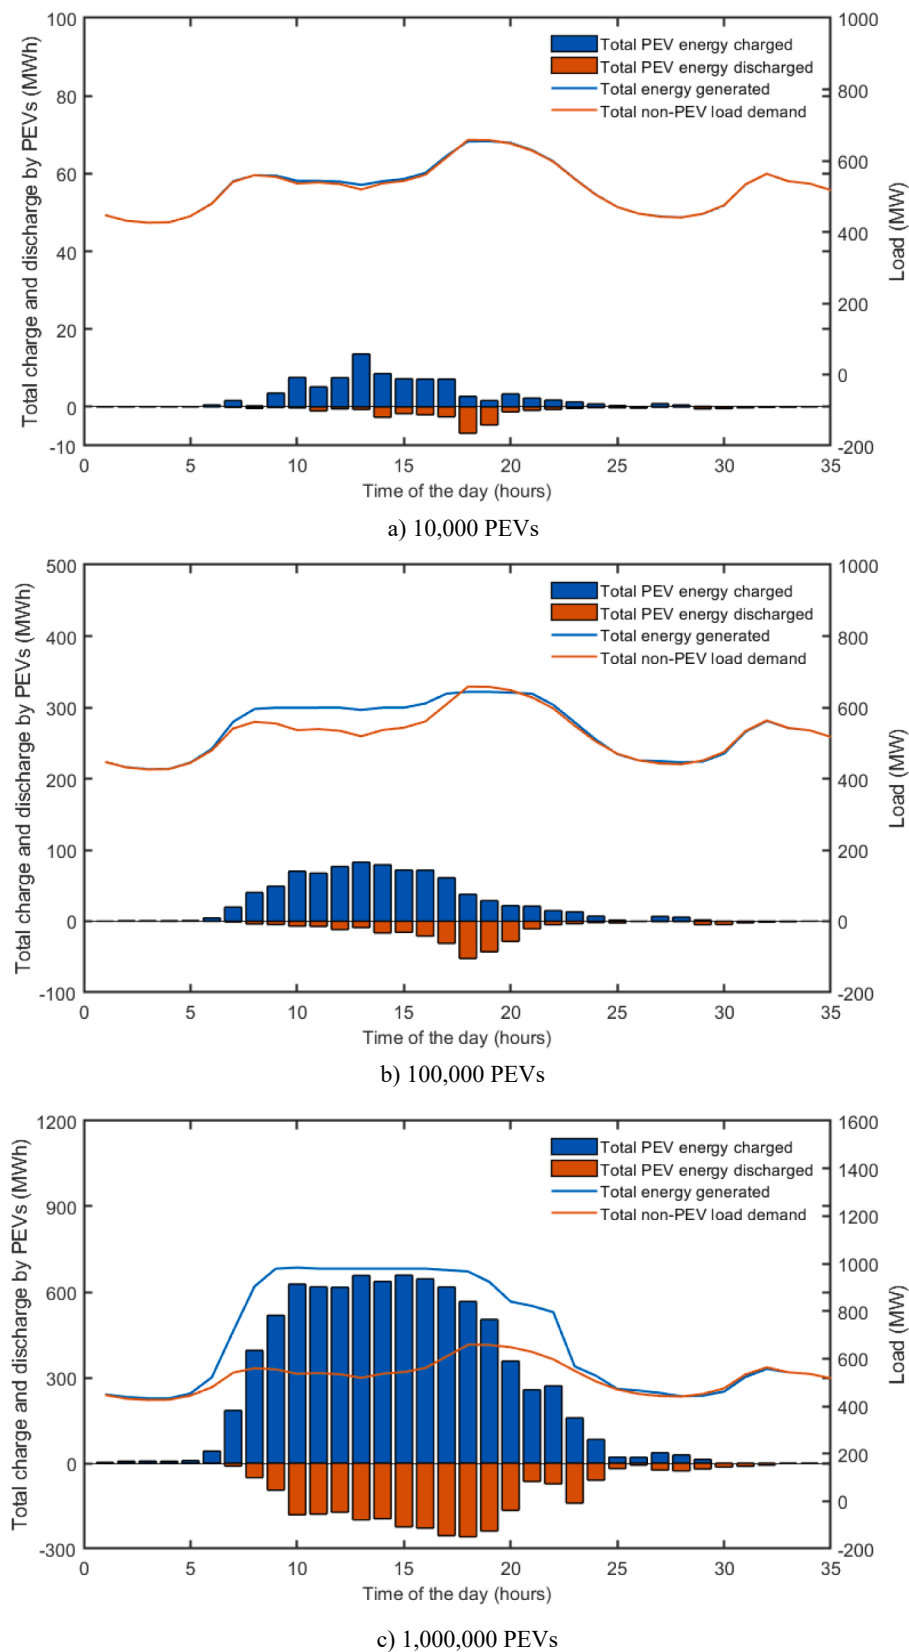 100
80
60
40
20
0
-10
Total charge and discharge by PEVs (MWh)
1000
800
600
400
200
0
-200
Load (MW)
Total PEV energy charged
Total PEV energy discharged
Total energy generated
Total non-PEV load demand
0 5 10 15 20 25 30 35
Time of the day (hours)
a) 10,000 PEVs
500
400
300
200
100
0
-100
Total charge and discharge by PEVs (MWh)
1000
800
600
400
200
0
-200
Load (MW)
Total PEV energy charged
Total PEV energy discharged
Total energy generated
Total non-PEV load demand
0 5 10 15 20 25 30 35
Time of the day (hours)
b) 100,000 PEVs
1200
900
600
300
0
-300
Total charge and discharge by PEVs (MWh)
1600
1400
1200
1000
800
600
400
200
0
-200
Load (MW)
Total PEV energy charged
Total PEV energy discharged
Total energy generated
Total non-PEV load demand
0 5 10 15 20 25 30 35
Time of the day (hours)
c) 1,000,000 PEVs